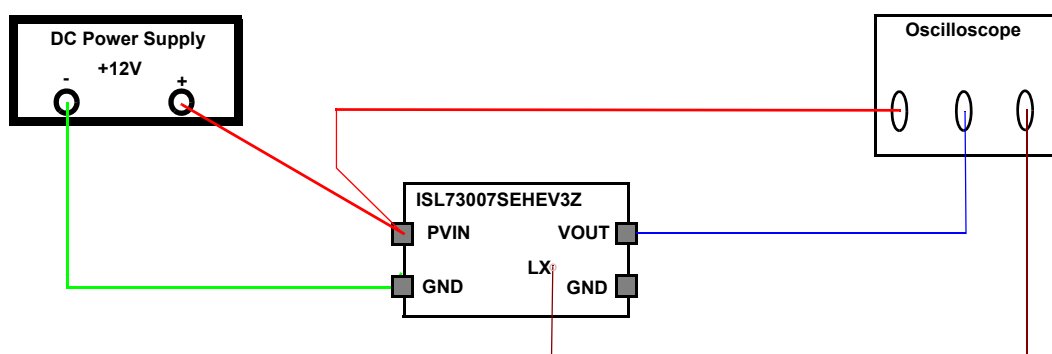 DC Power Supply
+12V
- +
Oscilloscope
ISL73007SEHEV3Z
PVIN VOUT
LX
GND GND